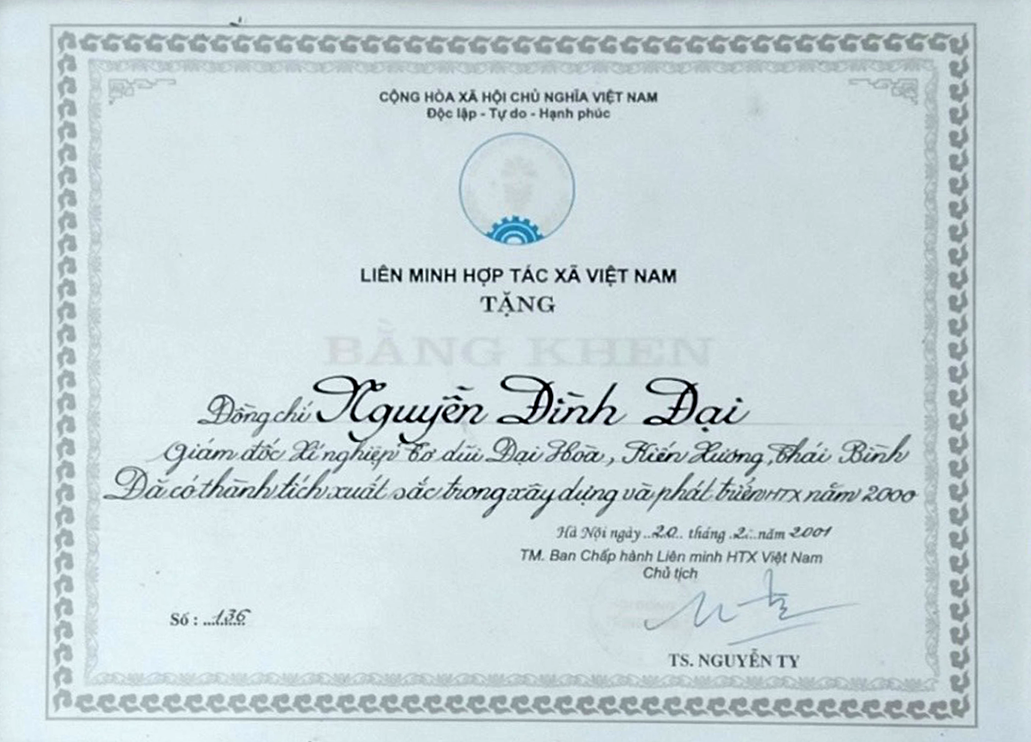 CỘNG HÒA XÃ HỘI CHỦ NGHĨA VIỆT NAM
Độc lập - Tự do - Hạnh phúc
LIÊN MINH HỢP TÁC XÃ VIỆT NAM
TẶNG
BẰNG KHEN
Đồng chí Nguyễn Đình Đại
Giám đốc Xí nghiệp Tơ dũi Đại Hoà, Kiến Xương, Thái Bình
Đã có thành tích xuất sắc trong xây dựng và phát triển HTX năm 2000
Hà Nội ngày..20.. tháng .2.. năm 2001
TM. Ban Chấp hành Liên minh HTX Việt Nam
Chủ tịch
Số : ...136
TS. NGUYỄN TY